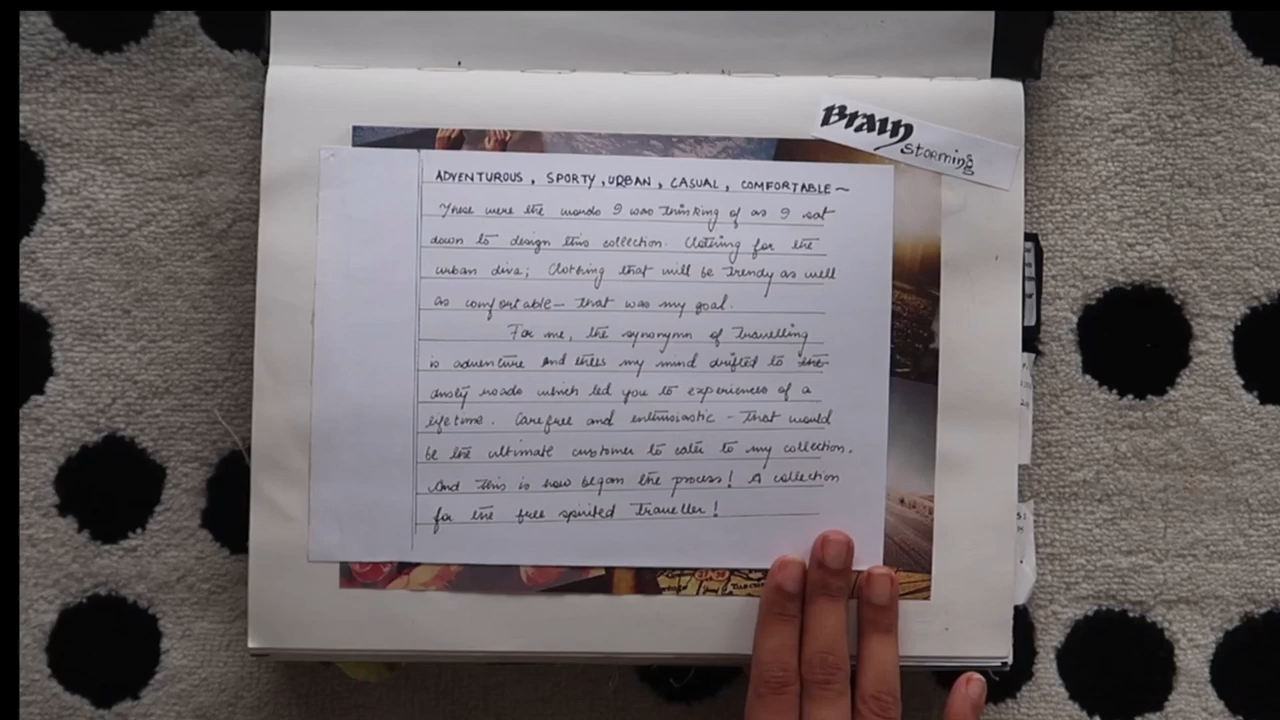 Brain
storming
ADVENTUROUS, SPORTY, URBAN, CASUAL, COMFORTABLE ~
These were the words I was thinking of as I sat
down to design this collection. Clothing for the
urban diva; Clothing that will be trendy as well
as comfortable - that was my goal.
For me, the synonymn of travelling
is adventure and thus my mind drifted to the
dusty roads which led you to experiences of a
lifetime. Carefree and enthusiastic - that would
be the ultimate customer to cater to my collection.
And this is how began the process! A collection
for the free spirited traveller!